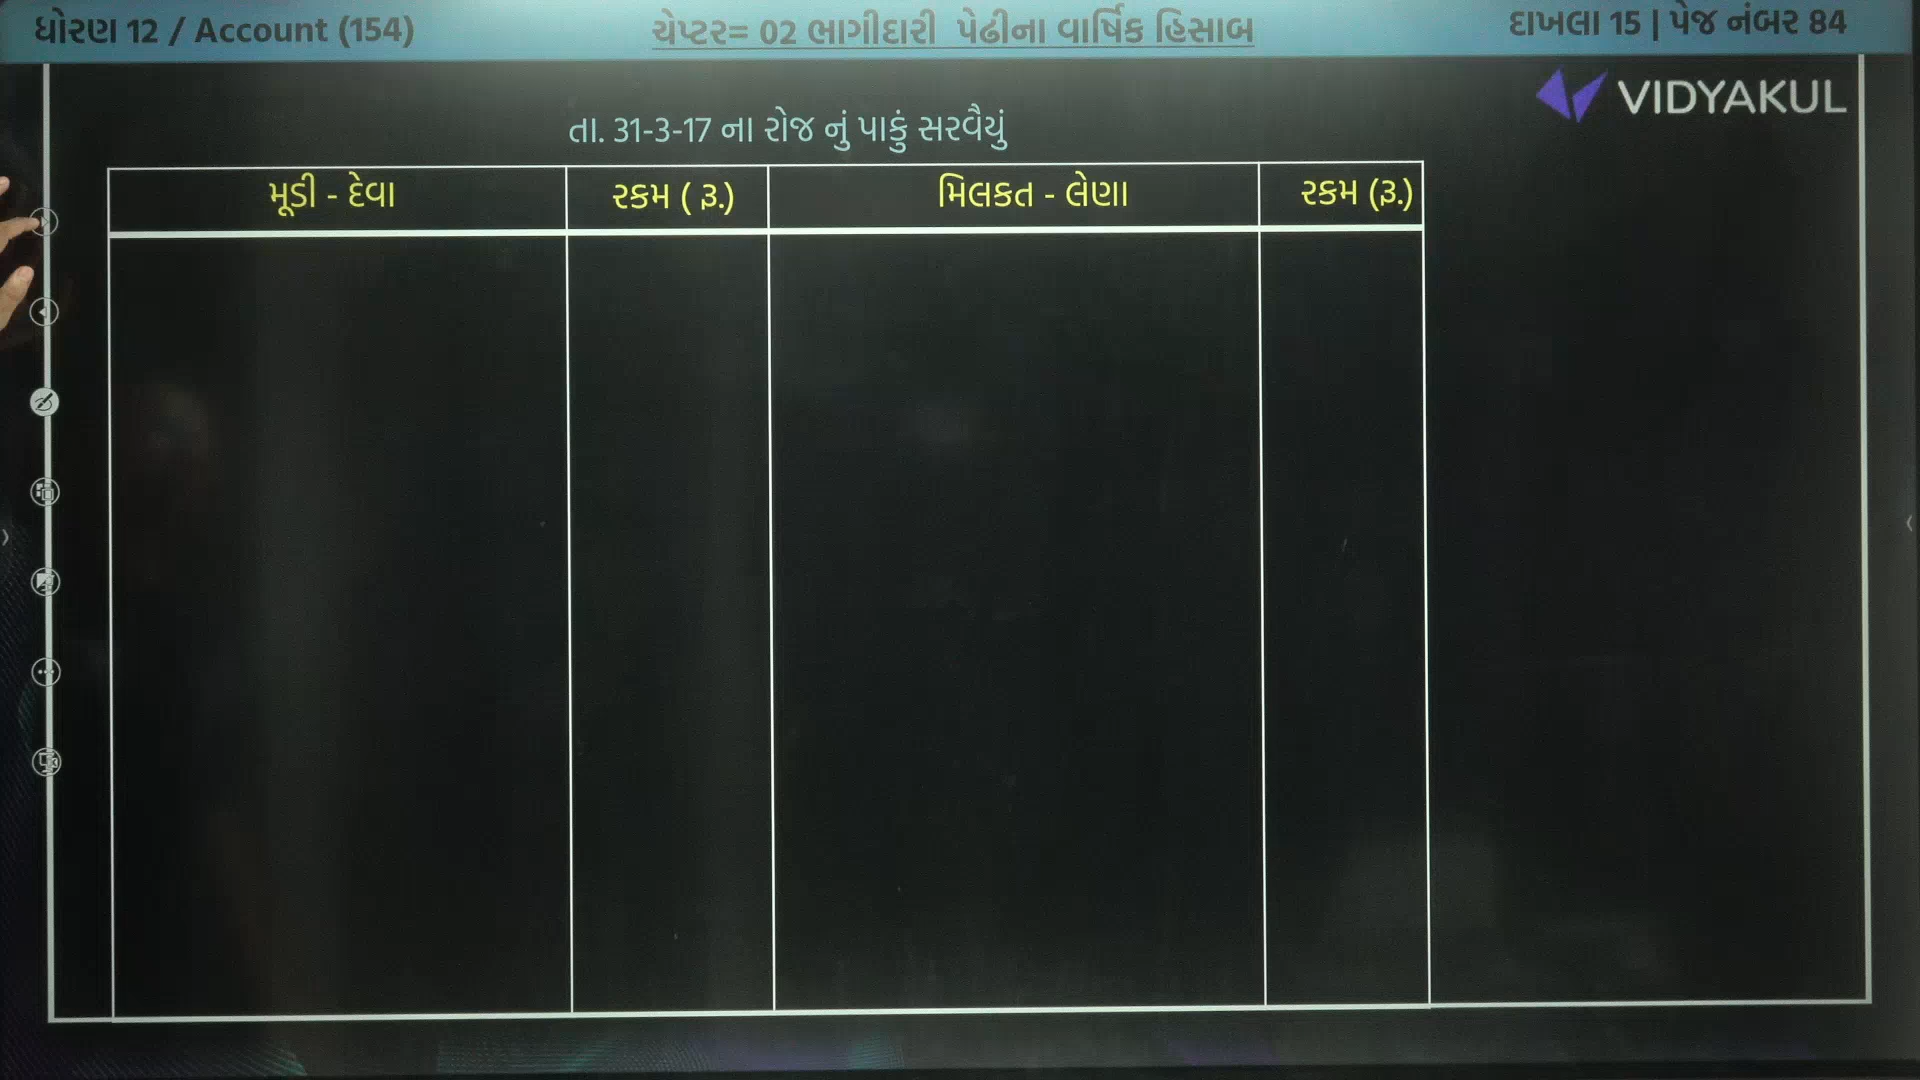 ધોરણ 12 / Account (154)
ચેપ્ટર= 02 ભાગીદારી પેઢીના વાર્ષિક હિસાબ
દાખલા 15 | પેજ નંબર 84
VIDYAKUL
તા. 31-3-17 ના રોજ નું પાકું સરવૈયું
મૂડી - દેવા રકમ ( રૂ.) મિલકત - લેણા રકમ (રૂ.)